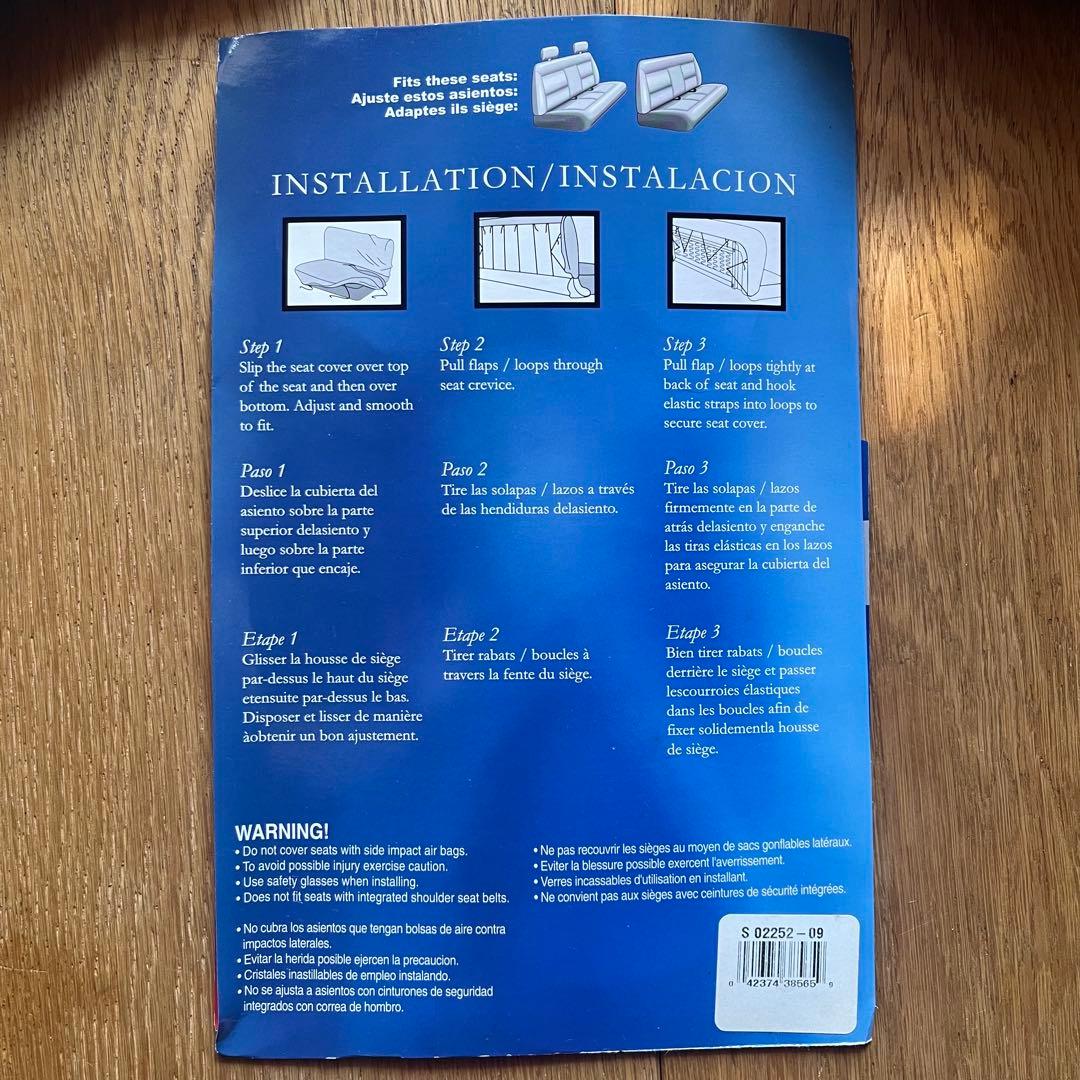 Fits these seats:
Ajuste estos asientos:
Adaptes ils siège:
INSTALLATION/INSTALACION
Step 1
Slip the seat cover over top
of the seat and then over
bottom. Adjust and smooth
to fit.
Step 2
Pull flaps / loops through
seat crevice.
Step 3
Pull flap / loops tightly at
back of seat and hook
elastic straps into loops to
secure seat cover.
Paso 1
Deslice la cubierta del
asiento sobre la parte
superior delasiento y
luego sobre la parte
inferior que encaje.
Paso 2
Tire las solapas / lazos a través
de las hendiduras delasiento.
Paso 3
Tire las solapas / lazos
firmemente en la parte de
atrás delasiento y enganche
las tiras elásticas en los lazos
para asegurar la cubierta del
asiento.
Etape 1
Glisser la housse de siège
par-dessus le haut du siège
etensuite par-dessus le bas.
Disposer et lisser de manière
àobtenir un bon ajustement.
Etape 2
Tirer rabats / boucles à
travers la fente du siège.
Etape 3
Bien tirer rabats / boucles
derrière le siège et passer
lescourroies élastiques
dans les boucles afin de
fixer solidementla housse
de siège.
WARNING!
• Do not cover seats with side impact air bags.
• To avoid possible injury exercise caution.
• Use safety glasses when installing.
• Does not fit seats with integrated shoulder seat belts.
• No cubra los asientos que tengan bolsas de aire contra
impactos laterales.
• Evitar la herida posible ejercen la precaucion.
• Cristales inastillables de empleo instalando.
• No se ajusta a asientos con cinturones de seguridad
integrados con correa de hombro.
• Ne pas recouvrir les sièges au moyen de sacs gonflables latéraux.
• Eviter la blessure possible exercent l'averrissement.
• Verres incassables d'utilisation en installant.
• Ne convient pas aux sièges avec ceintures de sécurité intégrées.
S 02252-09
0 42374 38565 9